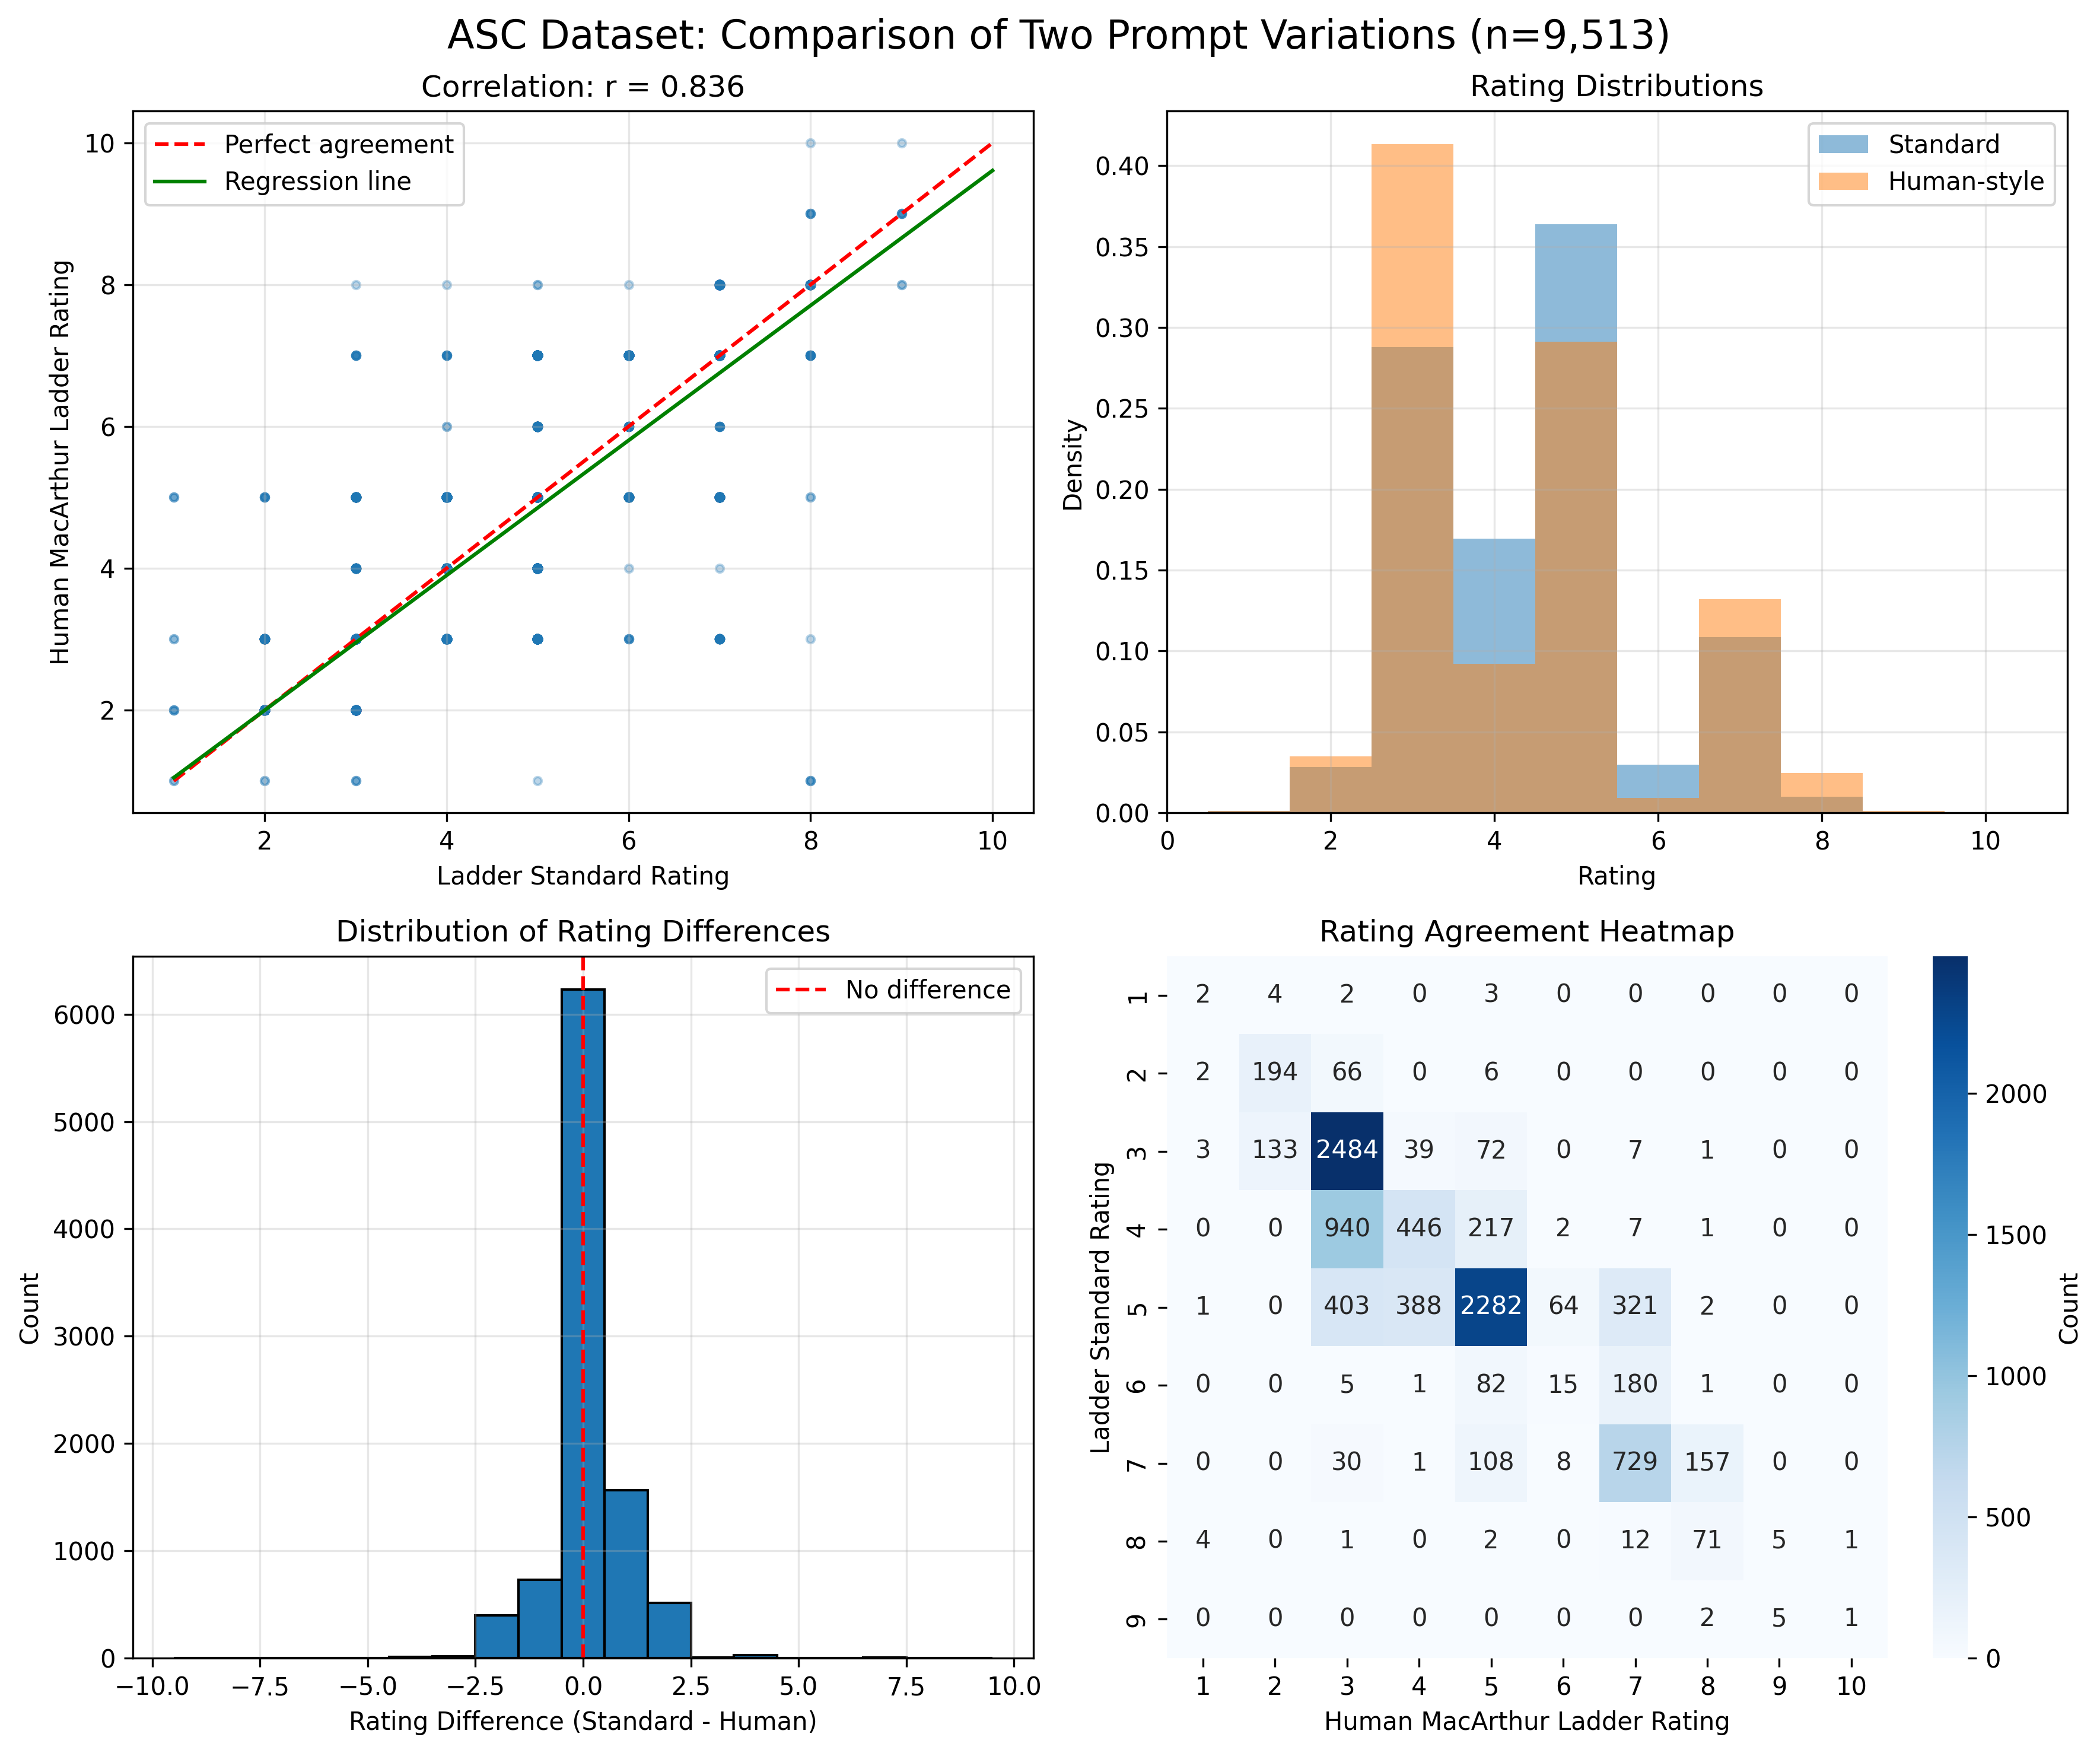 ASC Dataset: Comparison of Two Prompt Variations (n=9,513)
Correlation: r = 0.836
Perfect agreement
Regression line
10
8
6
4
2
Human MacArthur Ladder Rating
2 4 6 8 10
Ladder Standard Rating
Rating Distributions
Standard
Human-style
0.40
0.35
0.30
0.25
0.20
0.15
0.10
0.05
0.00
Density
0 2 4 6 8 10
Rating
Distribution of Rating Differences
No difference
6000
5000
4000
3000
2000
1000
0
Count
−10.0 −7.5 −5.0 −2.5 0.0 2.5 5.0 7.5 10.0
Rating Difference (Standard - Human)
Rating Agreement Heatmap
Ladder Standard Rating
1 2 4 2 0 3 0 0 0 0 0
2 2 194 66 0 6 0 0 0 0 0
3 3 133 2484 39 72 0 7 1 0 0
4 0 0 940 446 217 2 7 1 0 0
5 1 0 403 388 2282 64 321 2 0 0
6 0 0 5 1 82 15 180 1 0 0
7 0 0 30 1 108 8 729 157 0 0
8 4 0 1 0 2 0 12 71 5 1
9 0 0 0 0 0 0 0 2 5 1
1 2 3 4 5 6 7 8 9 10
Human MacArthur Ladder Rating
2000
1500
1000
500
0
Count